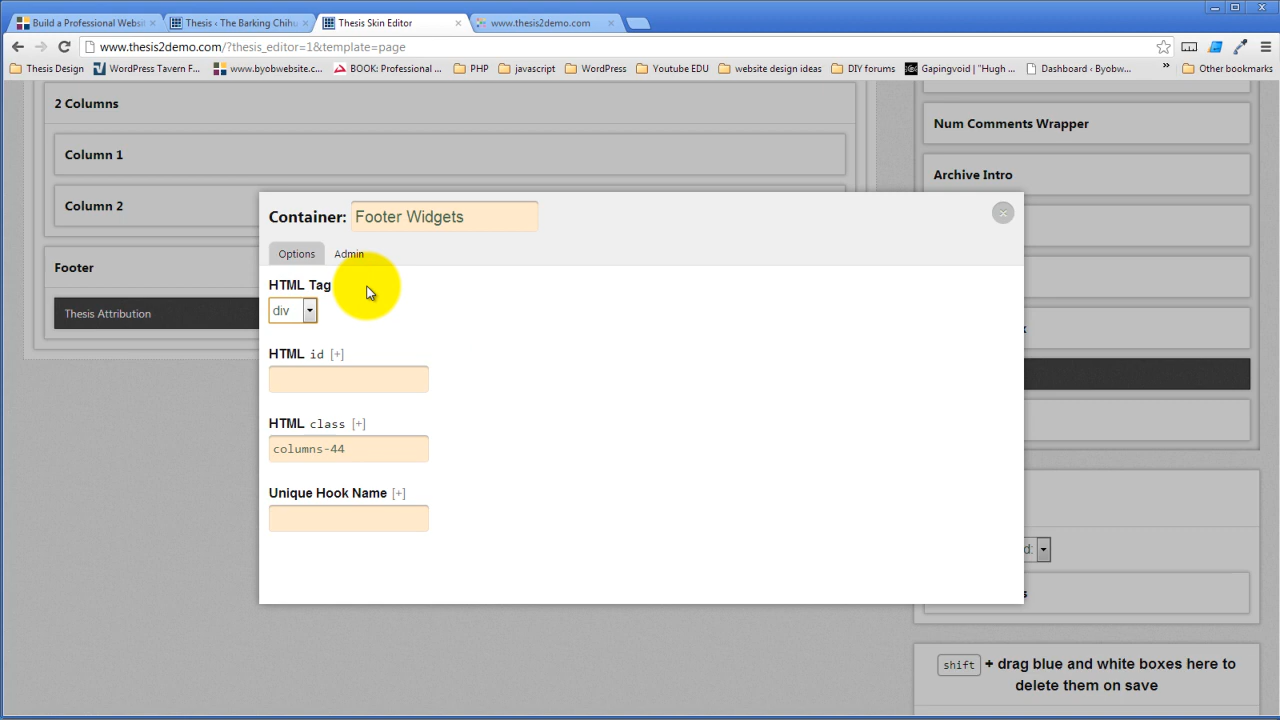 Build a Professional Websit
Thesis ‹ The Barking Chihu
Thesis Skin Editor
www.thesis2demo.com
www.thesis2demo.com/?thesis_editor=1&template=page
Thesis Design
WordPress Tavern F...
www.byobwebsite.c...
BOOK: Professional ...
PHP
javascript
WordPress
Youtube EDU
website design ideas
DIY forums
Gapingvoid | "Hugh ...
Dashboard ‹ Byobw...
»
Other bookmarks
2 Columns
Column 1
Column 2
Footer
Thesis Attribution
Num Comments Wrapper
Archive Intro
Container: Footer Widgets
Options
Admin
HTML Tag
div
HTML id [+]
HTML class [+]
columns-44
Unique Hook Name [+]
shift + drag blue and white boxes here to
delete them on save